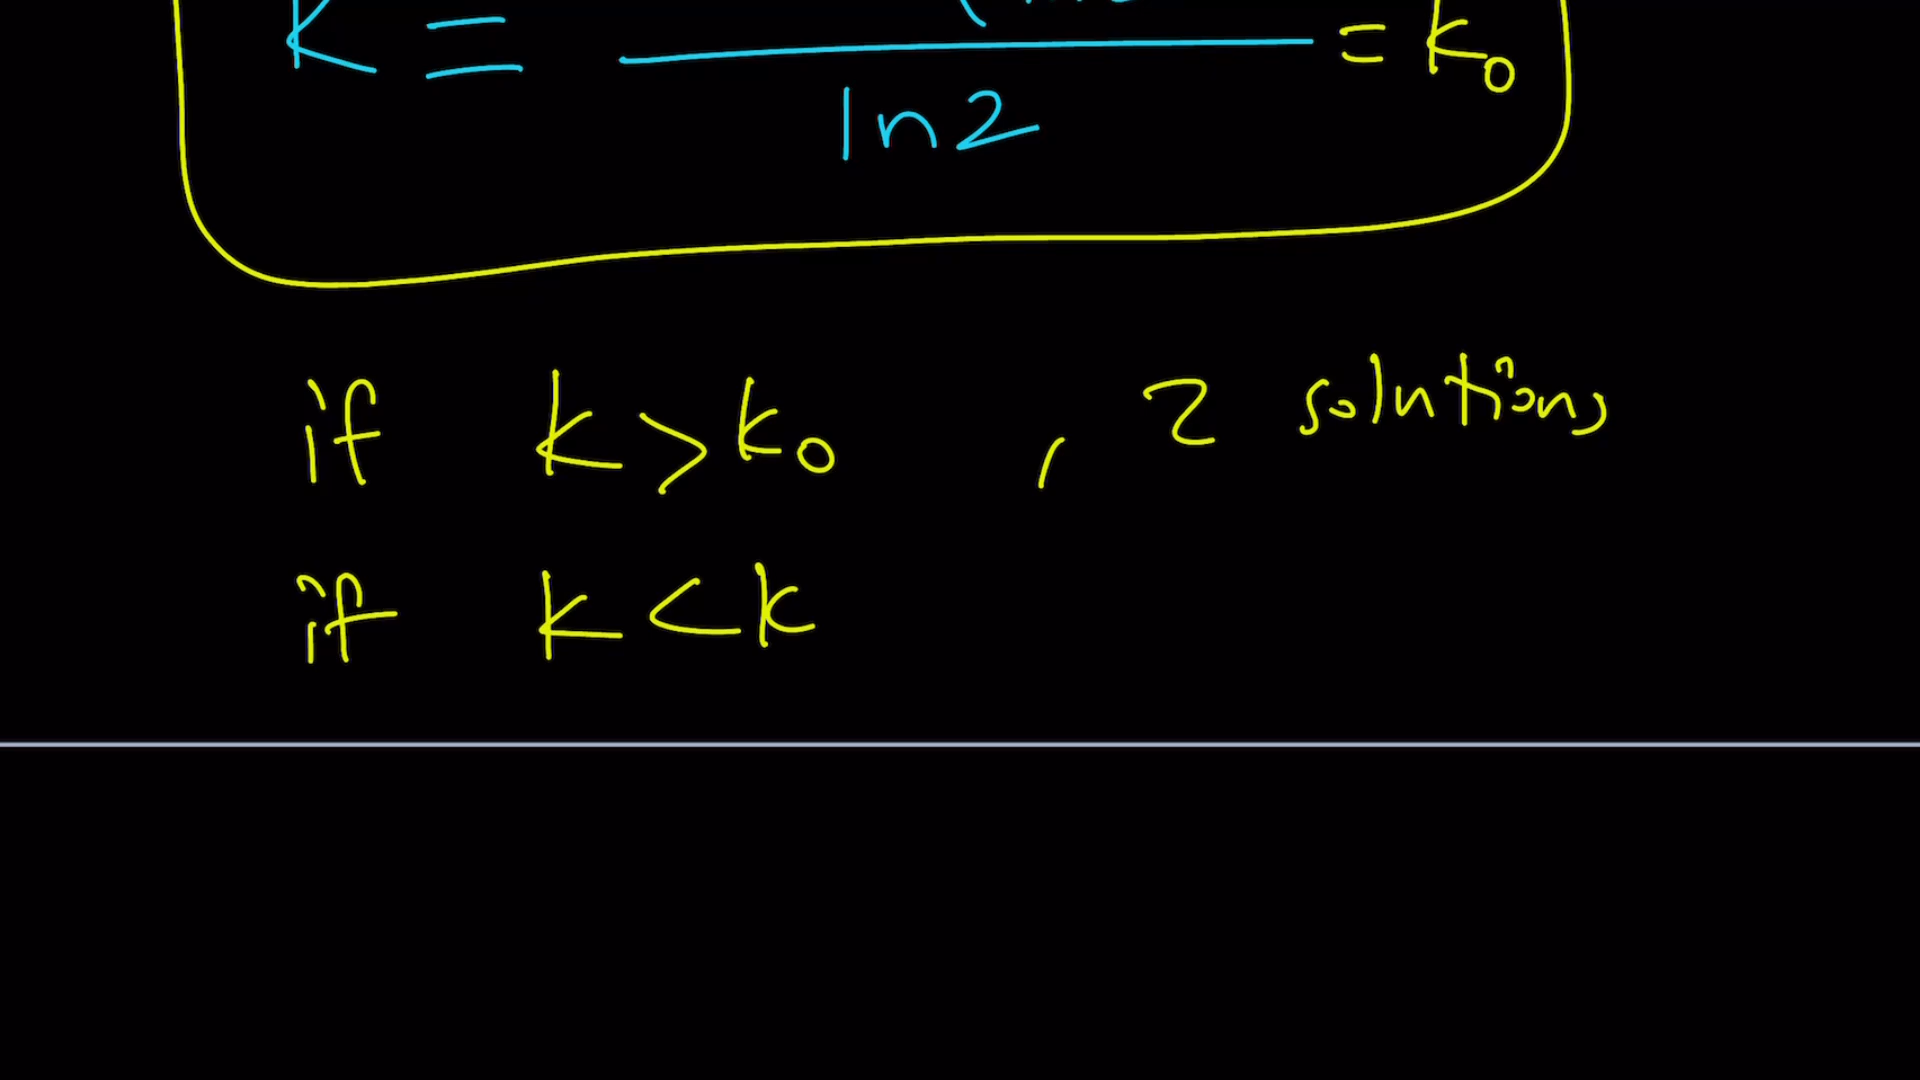 k = = k₀
ln2
if k > k₀ , 2 solutions
if k < k